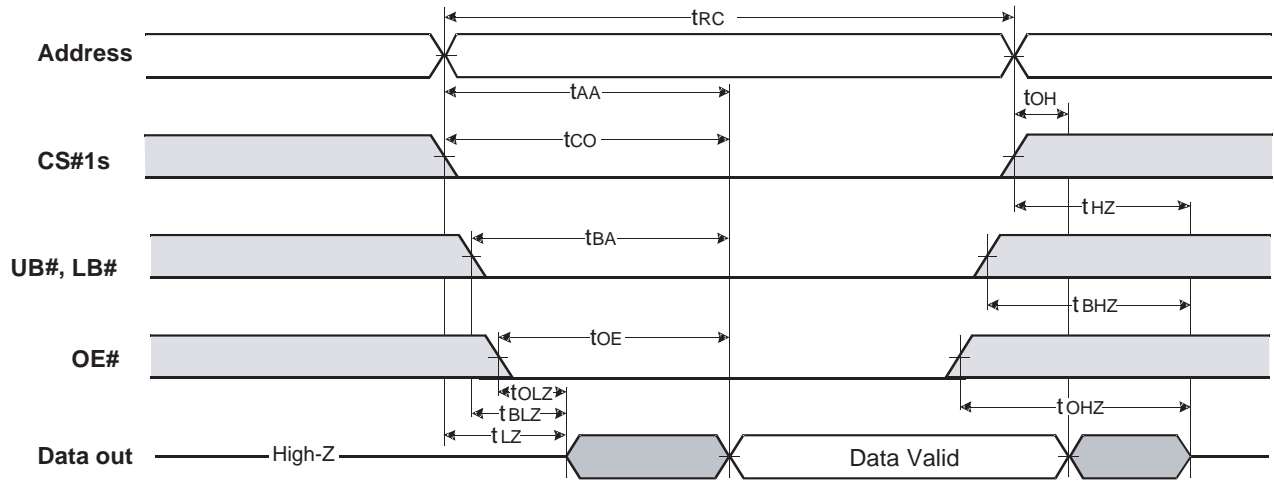 tRC
Address
tAA
tOH
tCO
CS#1s
tHZ
tBA
UB#, LB#
tBHZ
tOE
OE#
tOLZ
tBLZ
tOHZ
tLZ
Data out
High-Z
Data Valid